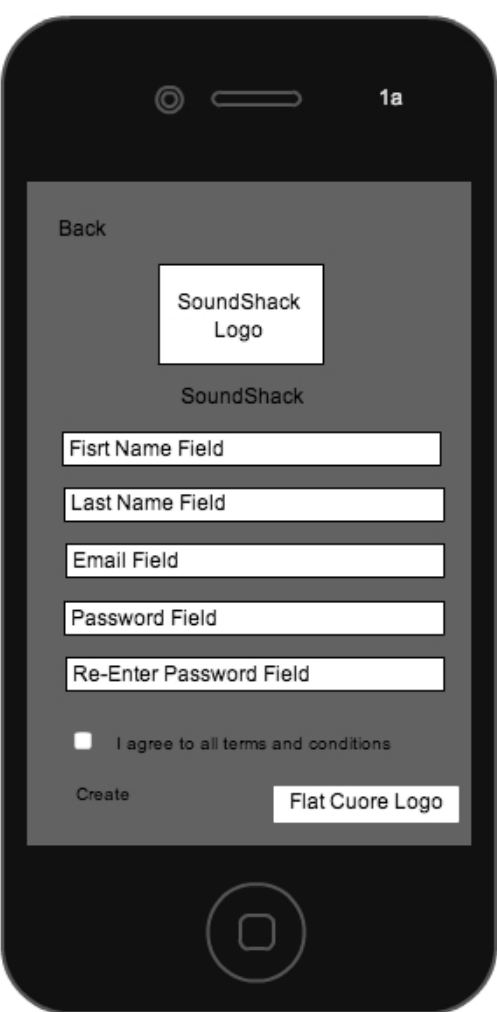 1a
Back
SoundShack
Logo
SoundShack
Fisrt Name Field
Last Name Field
Email Field
Password Field
Re-Enter Password Field
I agree to all terms and conditions
Create
Flat Cuore Logo